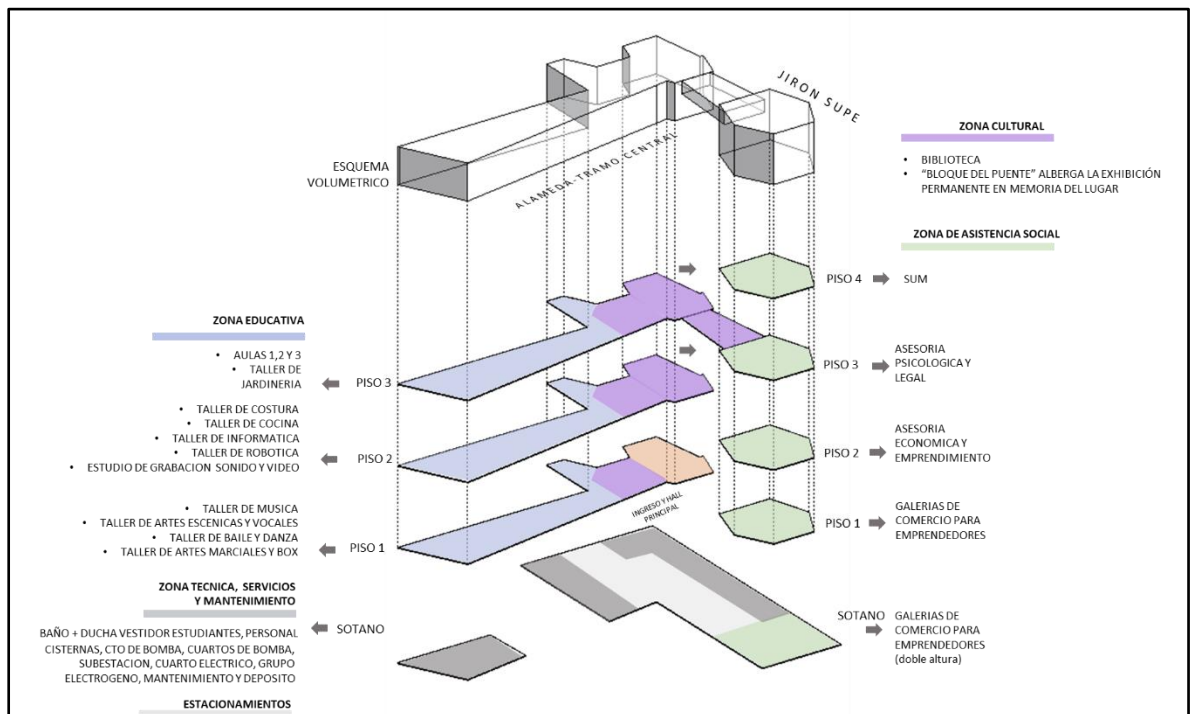 JIRON SUPE
ESQUEMA
VOLUMETRICO
ALAMEDA-TRAMO CENTRAL
ZONA CULTURAL
• BIBLIOTECA
• “BLOQUE DEL PUENTE” ALBERGA LA EXHIBICIÓN
PERMANENTE EN MEMORIA DEL LUGAR
ZONA DE ASISTENCIA SOCIAL
PISO 4
SUM
PISO 3
ASESORIA
PSICOLOGICA Y
LEGAL
PISO 2
ASESORIA
ECONOMICA Y
EMPRENDIMIENTO
PISO 1
GALERIAS DE
COMERCIO PARA
EMPRENDEDORES
SOTANO
GALERIAS DE
COMERCIO PARA
EMPRENDEDORES
(doble altura)
ZONA EDUCATIVA
• AULAS 1,2 Y 3
• TALLER DE
JARDINERIA
PISO 3
• TALLER DE COSTURA
• TALLER DE COCINA
• TALLER DE INFORMATICA
• TALLER DE ROBOTICA
• ESTUDIO DE GRABACION SONIDO Y VIDEO
PISO 2
• TALLER DE MUSICA
• TALLER DE ARTES ESCENICAS Y VOCALES
• TALLER DE BAILE Y DANZA
• TALLER DE ARTES MARCIALES Y BOX
PISO 1
INGRESO Y HALL
PRINCIPAL
ZONA TECNICA, SERVICIOS
Y MANTENIMIENTO
SOTANO
BAÑO + DUCHA VESTIDOR ESTUDIANTES, PERSONAL
CISTERNAS, CTO DE BOMBA, CUARTOS DE BOMBA,
SUBESTACION, CUARTO ELECTRICO, GRUPO
ELECTROGENO, MANTENIMIENTO Y DEPOSITO
ESTACIONAMIENTOS